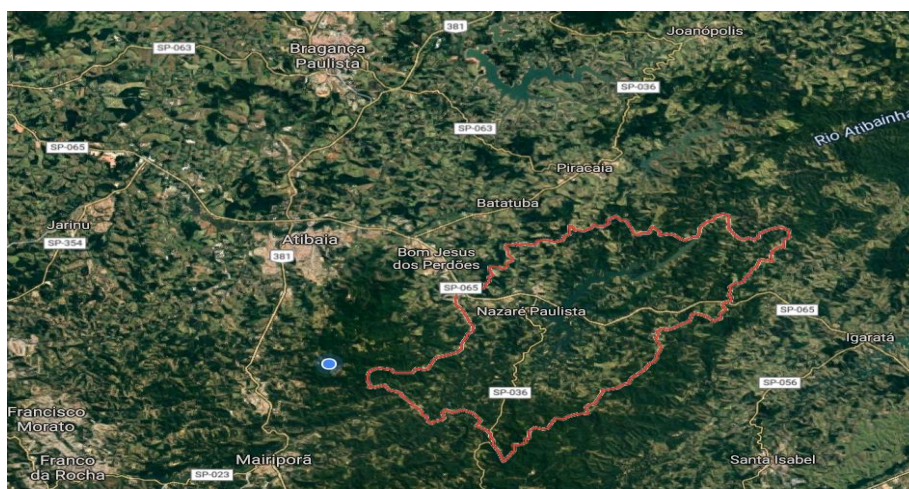 Joanópolis
381
SP-063
Bragança
Paulista
SP-036
SP-063
Rio Atibainha
SP-065
Piracaia
Batatuba
Jarinu
SP-354
Atibaia
381
Bom Jesus
dos Perdões
SP-065
Nazaré Paulista
SP-065
Igaratá
SP-036
SP-056
Francisco
Morato
Franco
da Rocha
SP-023
Mairiporã
Santa Isabel